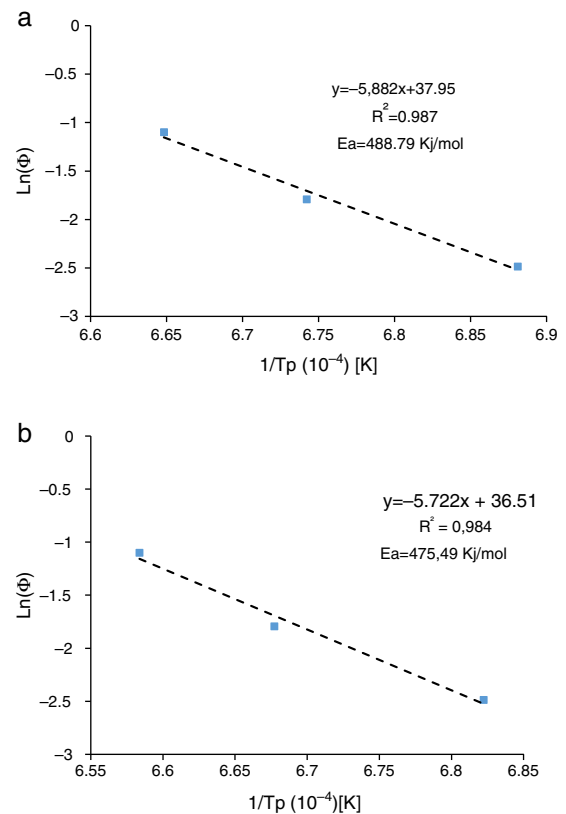 a
0
−0.5
−1
−1.5
−2
−2.5
−3
Ln(Φ)
y=−5,882x+37.95
R²=0.987
Ea=488.79 Kj/mol
6.6 6.65 6.7 6.75 6.8 6.85 6.9
1/Tp (10⁻⁴) [K]
b
0
−0.5
−1
−1.5
−2
−2.5
−3
Ln(Φ)
y=−5.722x + 36.51
R² = 0,984
Ea=475,49 Kj/mol
6.55 6.6 6.65 6.7 6.75 6.8 6.85
1/Tp (10⁻⁴)[K]